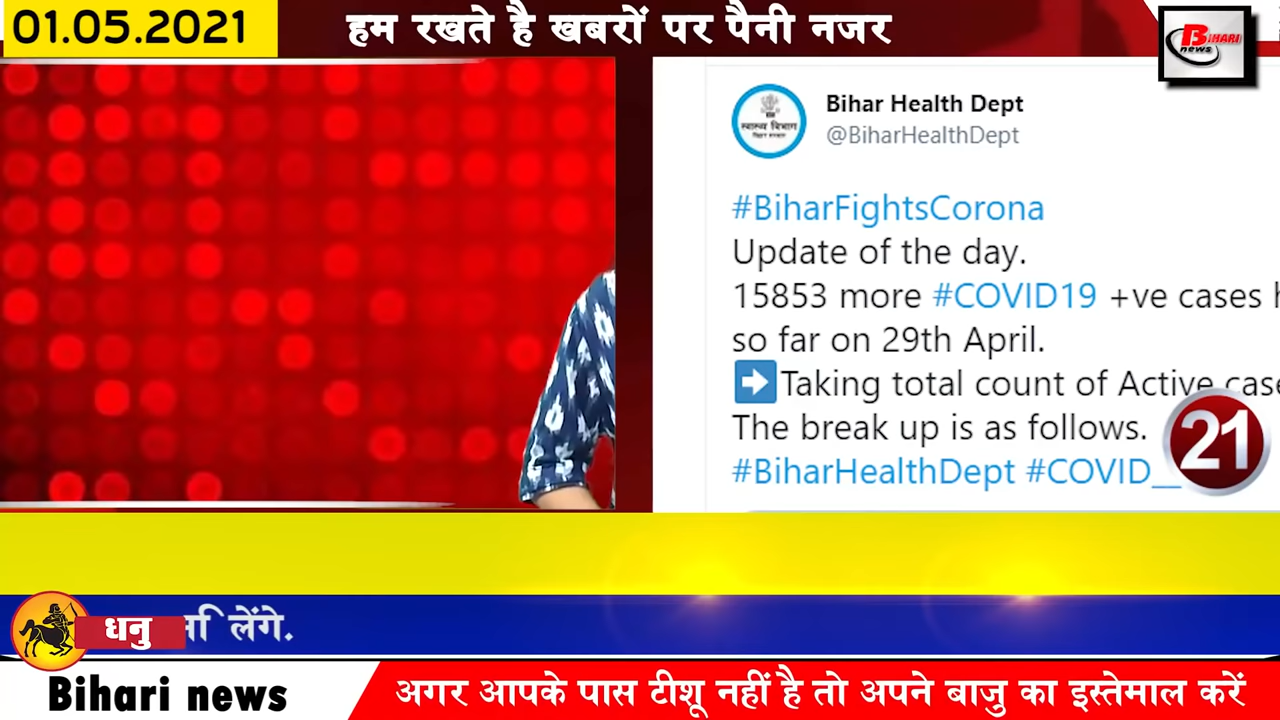 01.05.2021
हम रखते है खबरों पर पैनी नजर
BIHARI
news
Bihar Health Dept
@BiharHealthDept
स्वास्थ्य विभाग
बिहार सरकार
#BiharFightsCorona
Update of the day.
15853 more #COVID19 +ve cases
so far on 29th April.
➡Taking total count of Active
The break up is as follows.
#BiharHealthDept #COVID__
21
धनु
लेंगे.
Bihari news
अगर आपके पास टीशू नहीं है तो अपने बाजु का इस्तेमाल करें